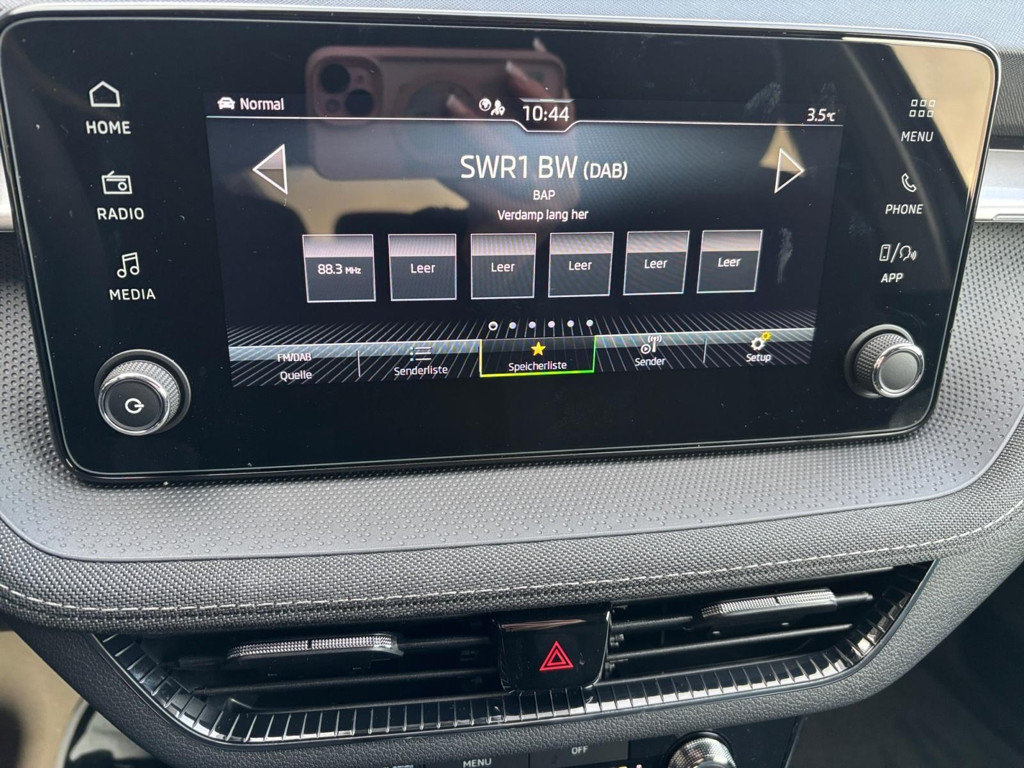 Normal
10:44
3.5°C
HOME
RADIO
MEDIA
SWR1 BW (DAB)
BAP
Verdamp lang her
88.3 MHz
Leer
Leer
Leer
Leer
Leer
FM/DAB
Quelle
Senderliste
Speicherliste
Sender
Setup
MENU
PHONE
APP
MENU
OFF